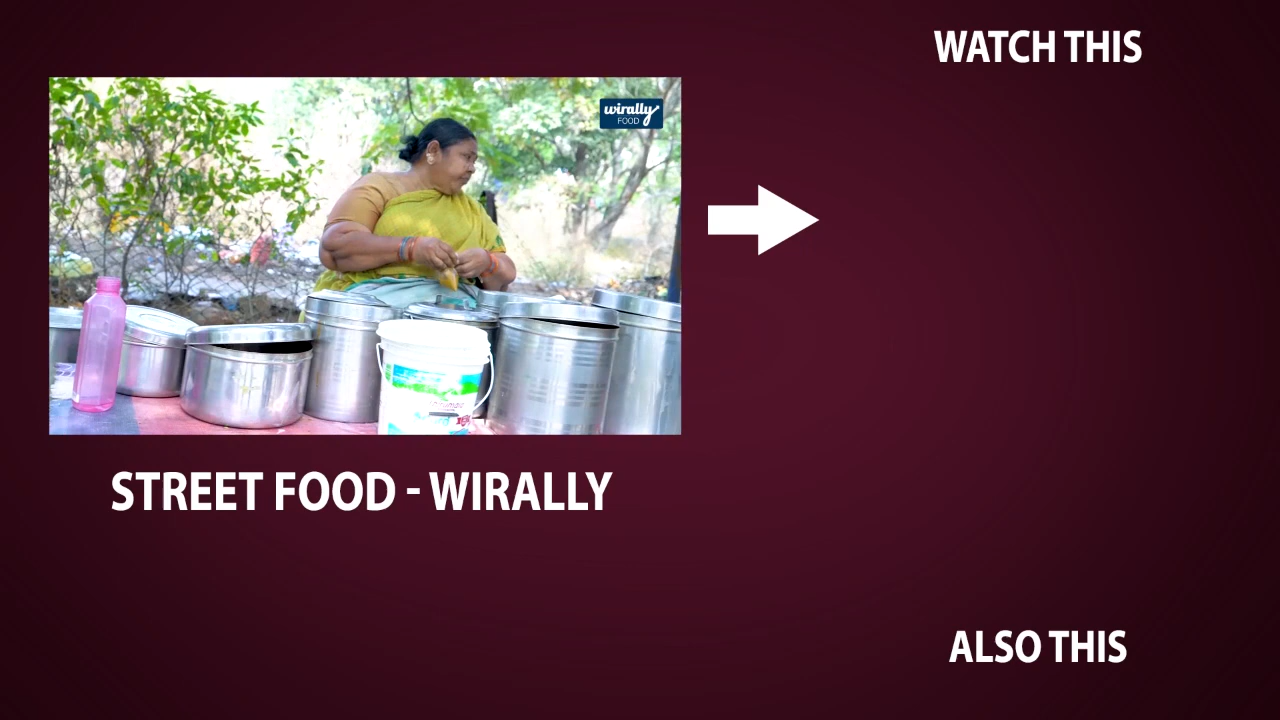 WATCH THIS
wirally
FOOD
STREET FOOD - WIRALLY
ALSO THIS